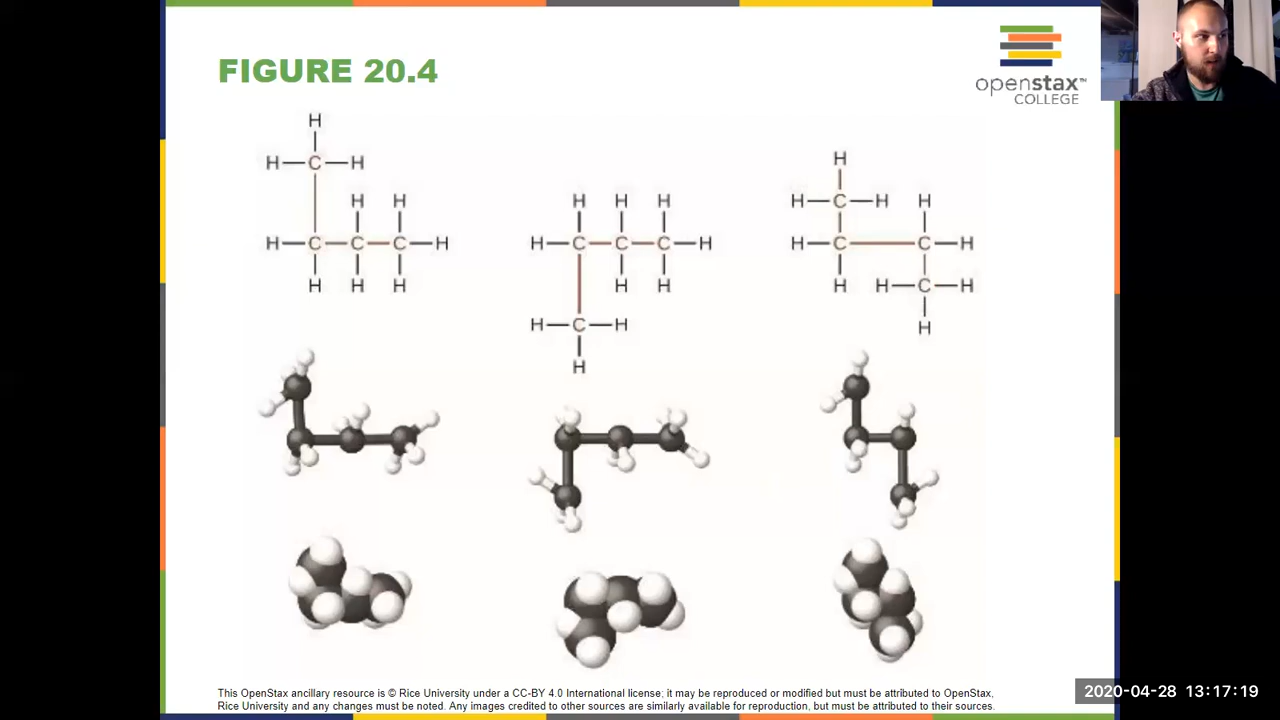 FIGURE 20.4
openstax™
COLLEGE
H
H—C—H
H H
H—C—C—C—H
H H H
H H H
H—C—C—C—H
H H
H—C—H
H
H
H—C—H H
H—C—C—H
H H—C—H
H
This OpenStax ancillary resource is © Rice University under a CC-BY 4.0 International license; it may be reproduced or modified but must be attributed to OpenStax,
Rice University and any changes must be noted. Any images credited to other sources are similarly available for reproduction, but must be attributed to their sources.
2020-04-28 13:17:19